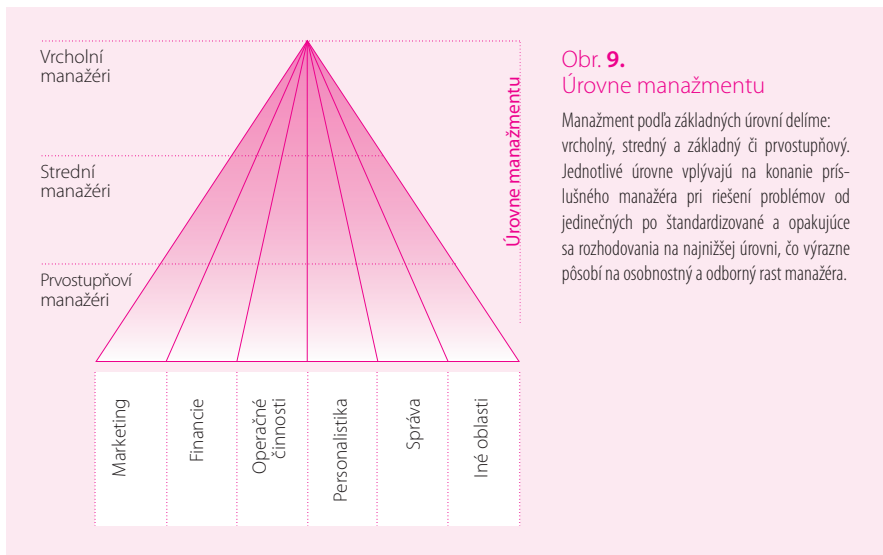 Vrcholní
manažéri
Strední
manažéri
Prvostupňoví
manažéri
Úrovne manažmentu
Marketing
Financie
Operačné
činnosti
Personalistika
Správa
Iné oblasti
Obr. 9.
Úrovne manažmentu
Manažment podľa základných úrovní delíme:
vrcholný, stredný a základný či prvostupňový.
Jednotlivé úrovne vplývajú na konanie prís-
lušného manažéra pri riešení problémov od
jedinečných po štandardizované a opakujúce
sa rozhodovania na najnižšej úrovni, čo výrazne
pôsobí na osobnostný a odborný rast manažéra.